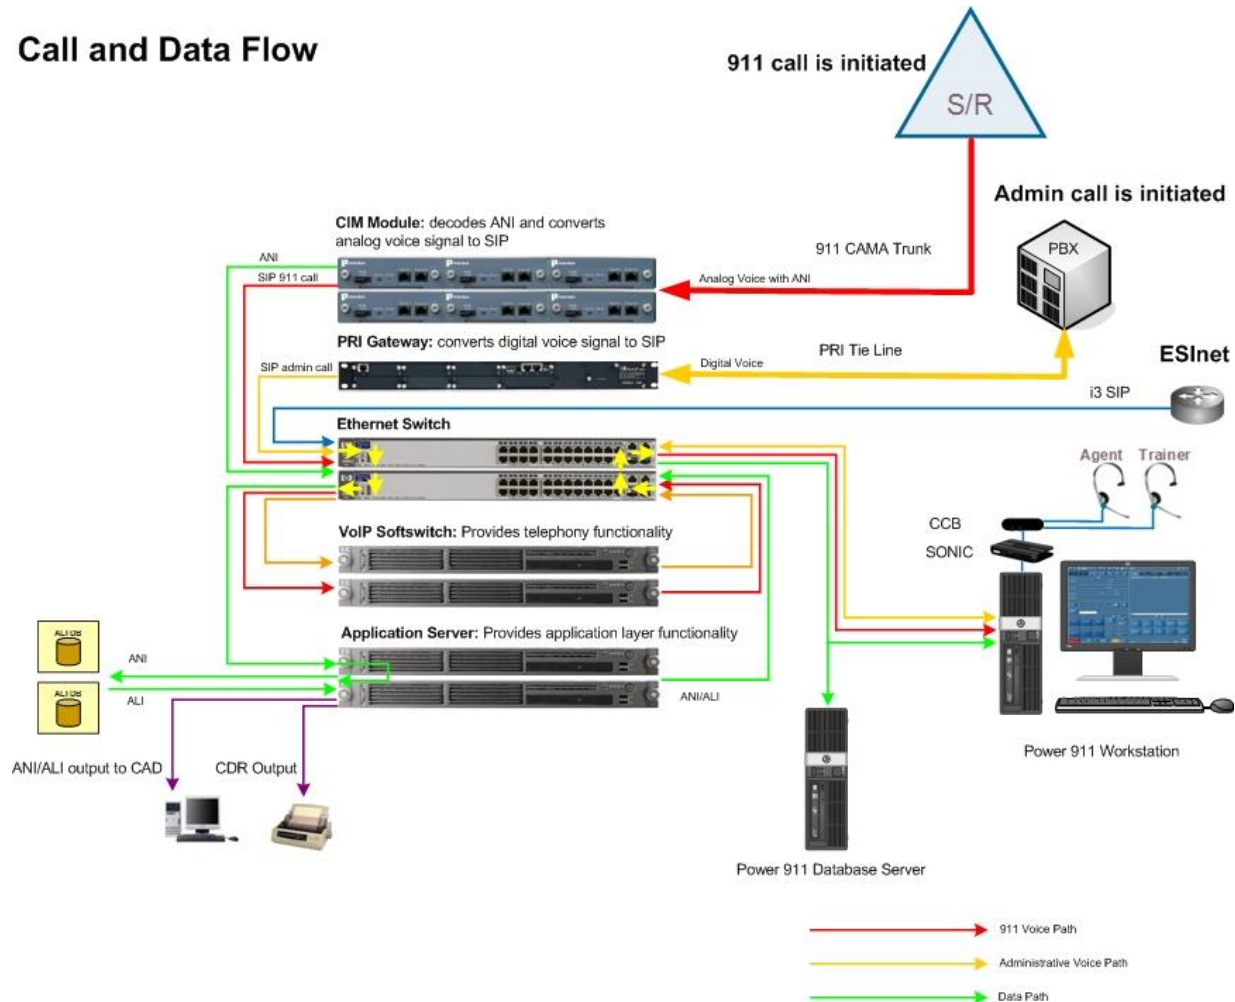 Call and Data Flow
911 call is initiated
S/R
Admin call is initiated
PBX
CIM Module: decodes ANI and converts
analog voice signal to SIP
911 CAMA Trunk
ANI
SIP 911 call
Analog Voice with ANI
PRI Gateway: converts digital voice signal to SIP
PRI Tie Line
ESInet
SIP admin call
Digital Voice
i3 SIP
Ethernet Switch
Agent
Trainer
CCB
SONIC
VoIP Softswitch: Provides telephony functionality
Application Server: Provides application layer functionality
ALI DB
ANI
ALI DB
ALI
ANI/ALI
ANI/ALI output to CAD
CDR Output
Power 911 Workstation
Power 911 Database Server
911 Voice Path
Administrative Voice Path
Data Path